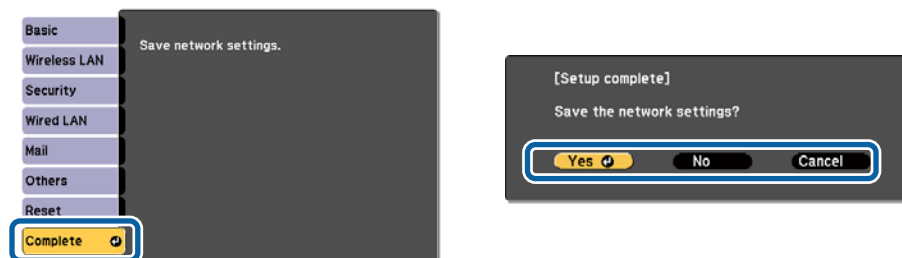 Basic
Wireless LAN
Security
Wired LAN
Mail
Others
Reset
Complete
Save network settings.
[Setup complete]
Save the network settings?
Yes No Cancel